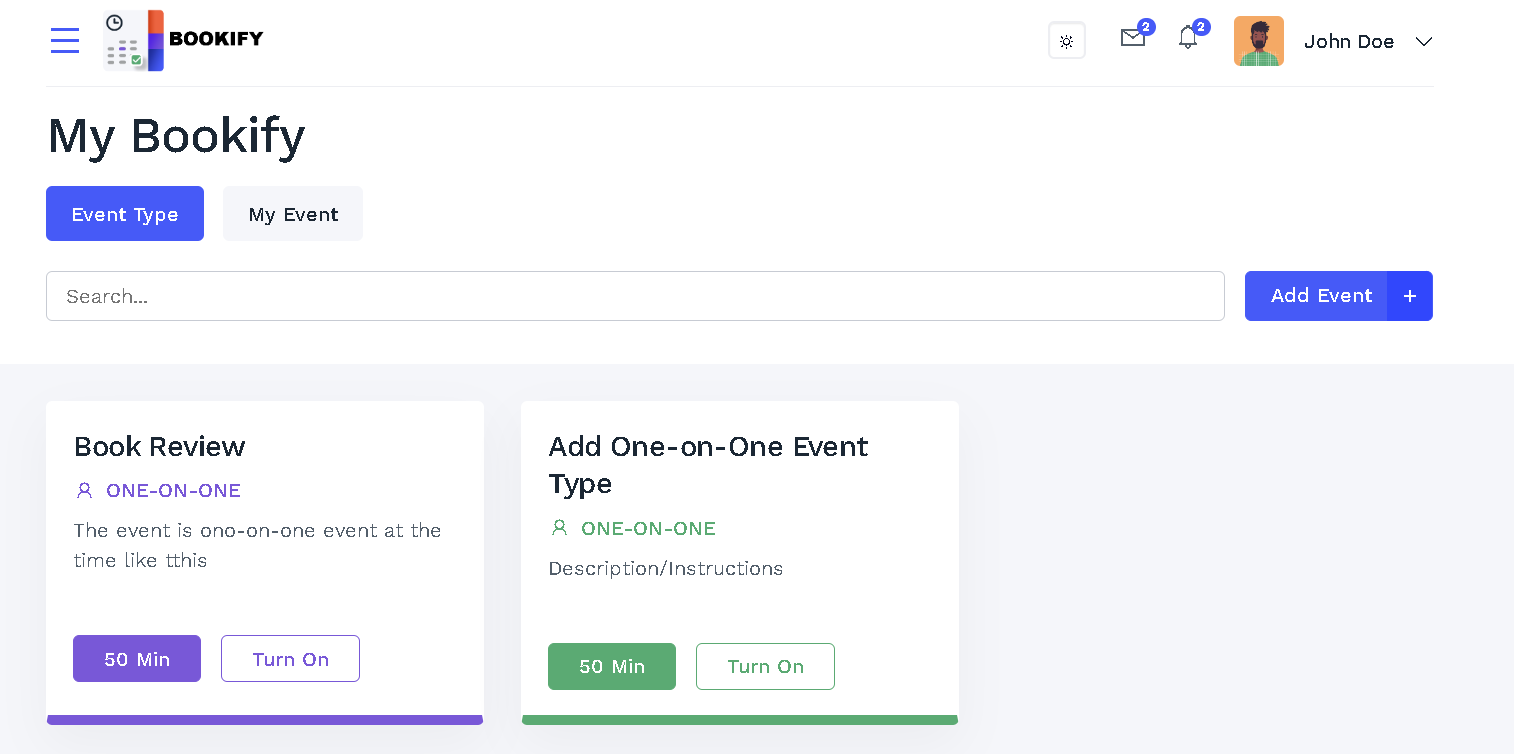 BOOKIFY
2
2
John Doe
My Bookify
Event Type
My Event
Search...
Add Event +
Book Review
ONE-ON-ONE
The event is ono-on-one event at the
time like tthis
50 Min
Turn On
Add One-on-One Event
Type
ONE-ON-ONE
Description/Instructions
50 Min
Turn On